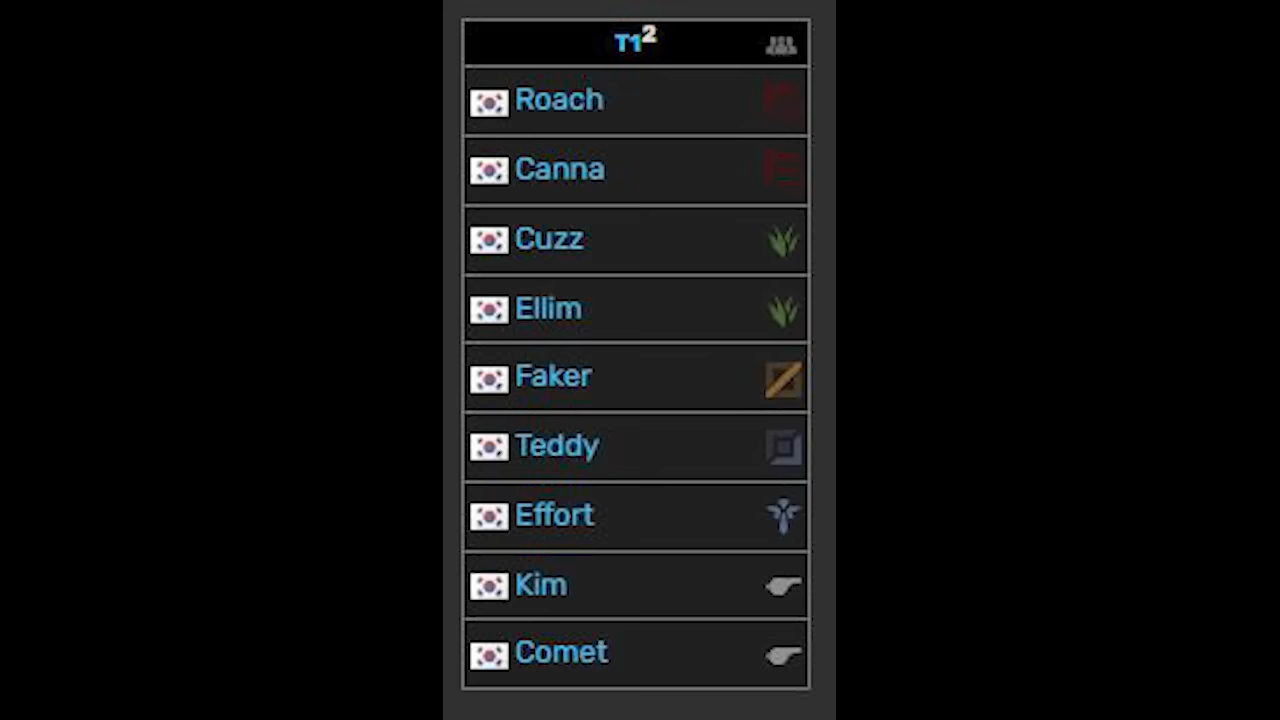 T1²
Roach
Canna
Cuzz
Ellim
Faker
Teddy
Effort
Kim
Comet